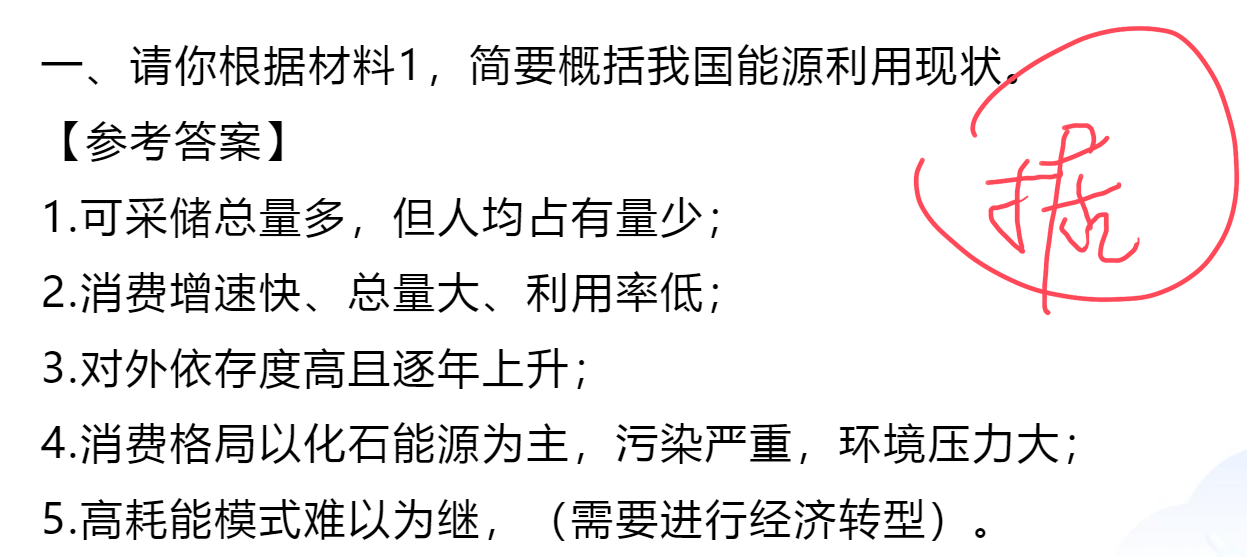 一、请你根据材料1，简要概括我国能源利用现状。
【参考答案】
1.可采储总量多，但人均占有量少；
2.消费增速快、总量大、利用率低；
3.对外依存度高且逐年上升；
4.消费格局以化石能源为主，污染严重，环境压力大；
5.高耗能模式难以为继，（需要进行经济转型）。